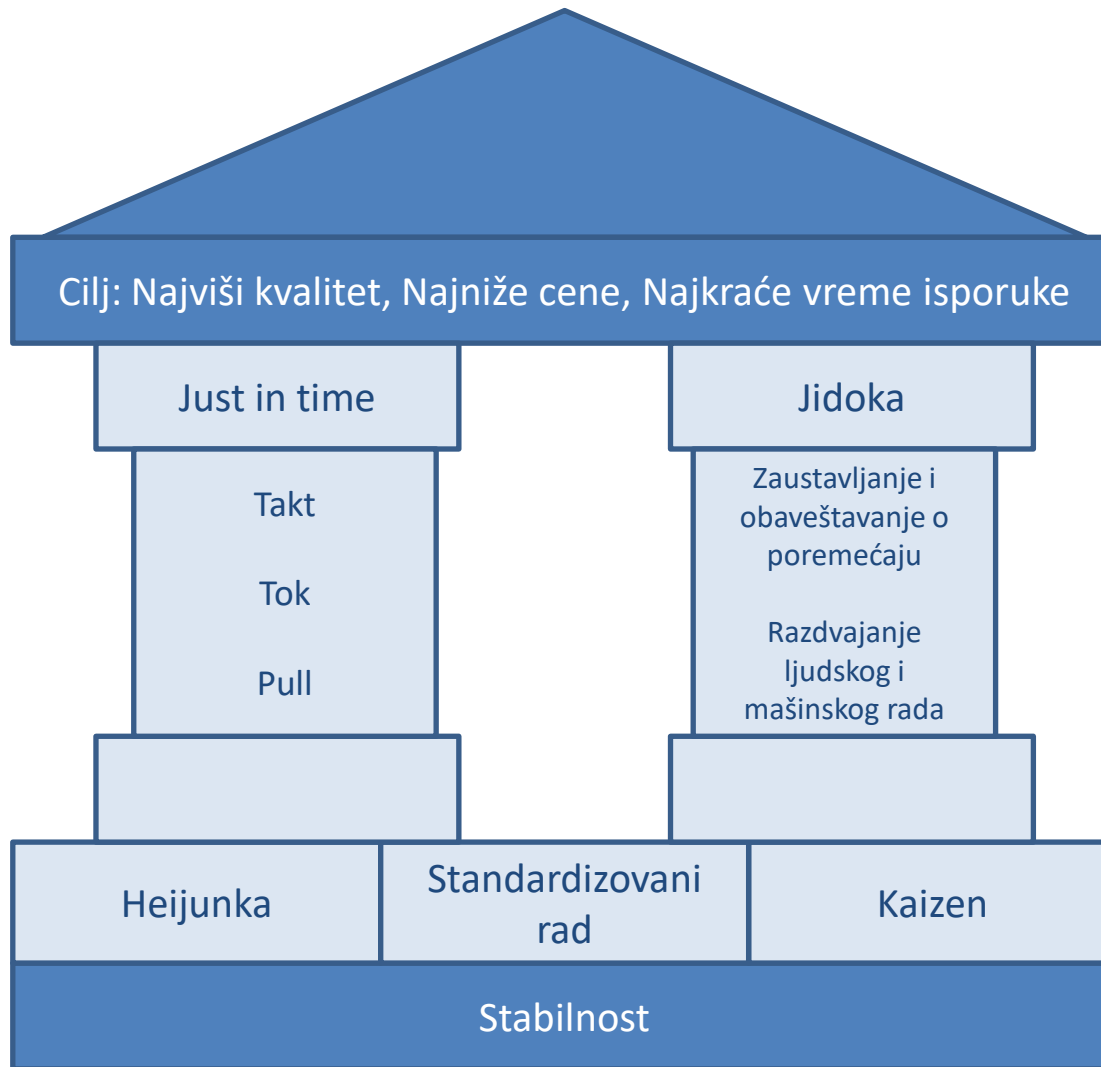 Cilj: Najviši kvalitet, Najniže cene, Najkraće vreme isporuke
Just in time
Takt
Tok
Pull
Jidoka
Zaustavljanje i
obaveštavanje o
poremećaju
Razdvajanje
ljudskog i
mašinskog rada
Heijunka
Standardizovani
rad
Kaizen
Stabilnost